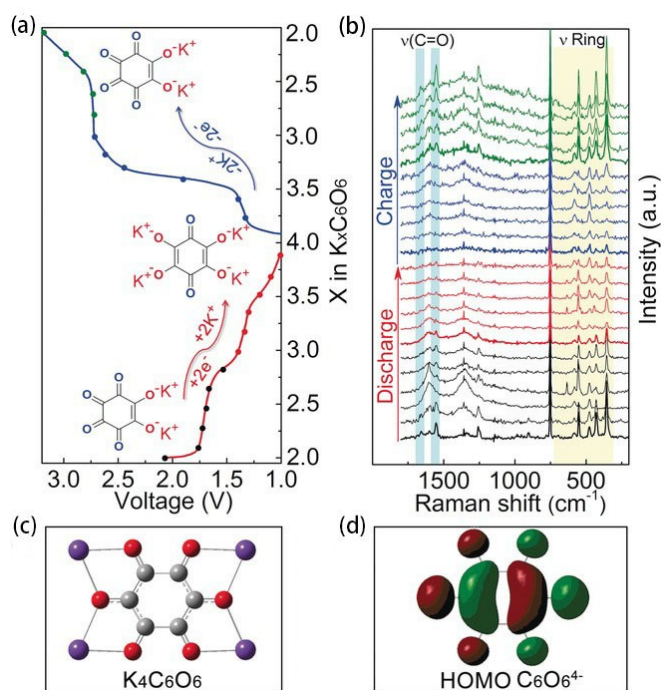 (a)
2.0
2.5
3.0
3.5
4.0
3.5
3.0
2.5
2.0
X in KxC6O6
O
O
O
O
O⁻K⁺
O⁻K⁺
-2K⁺
-2e⁻
O
K⁺⁻O
O⁻K⁺
K⁺⁻O
O⁻K⁺
O
+2K⁺
+2e⁻
O
O
O
O
O⁻K⁺
O⁻K⁺
3.0 2.5 2.0 1.5 1.0
Voltage (V)
(b)
ν(C=O)
ν Ring
Charge
Discharge
Intensity (a.u.)
1500 1000 500
Raman shift (cm⁻¹)
(c)
K₄C₆O₆
(d)
HOMO C₆O₆⁴⁻